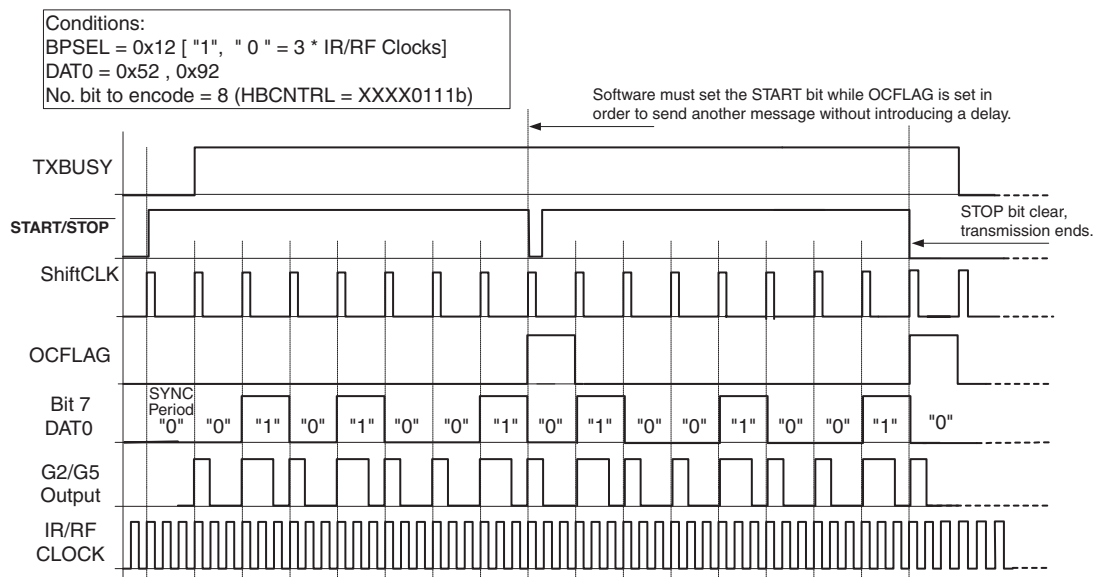 Conditions:
BPSEL = 0x12 [ "1", " 0 " = 3 * IR/RF Clocks]
DAT0 = 0x52 , 0x92
No. bit to encode = 8 (HBCNTRL = XXXX0111b)
Software must set the START bit while OCFLAG is set in
order to send another message without introducing a delay.
TXBUSY
START/STOP
STOP bit clear,
transmission ends.
ShiftCLK
OCFLAG
SYNC
Period
Bit 7
DAT0
"0" "0" "1" "0" "1" "0" "0" "1" "0" "1" "0" "0" "1" "0" "0" "1" "0"
G2/G5
Output
IR/RF
CLOCK